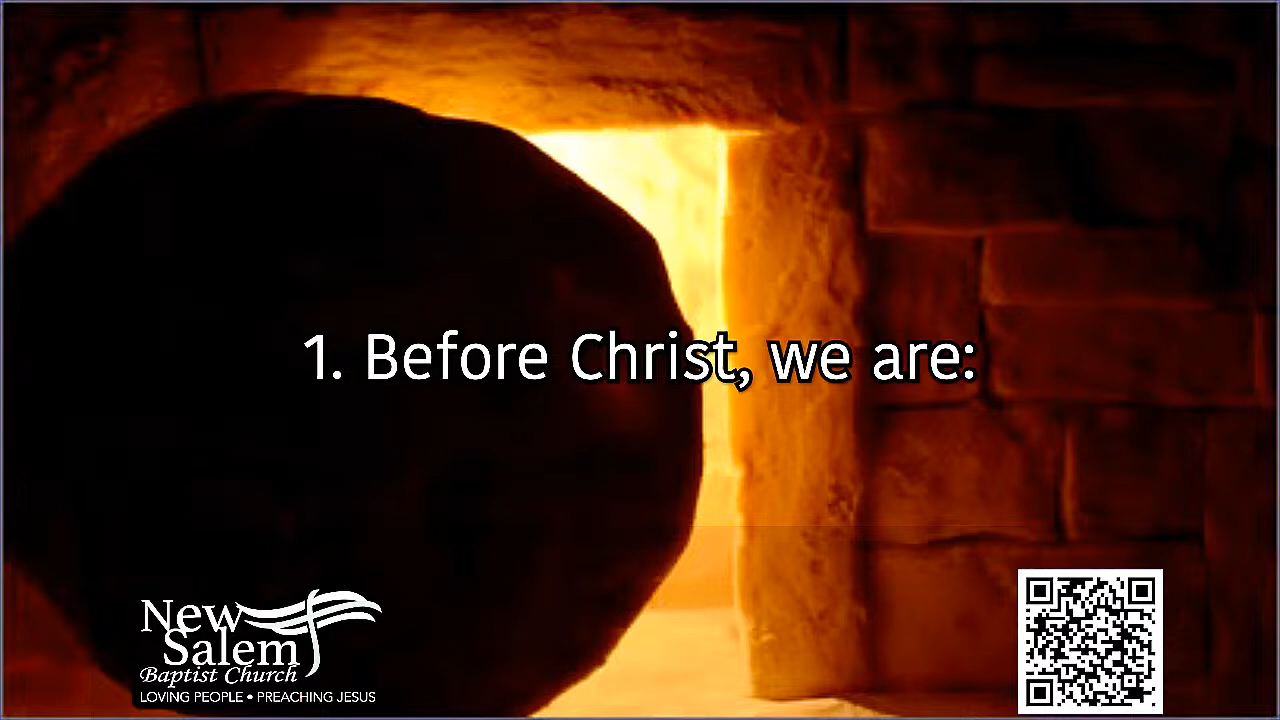 1. Before Christ, we are:
New
Salem
Baptist Church
LOVING PEOPLE • PREACHING JESUS